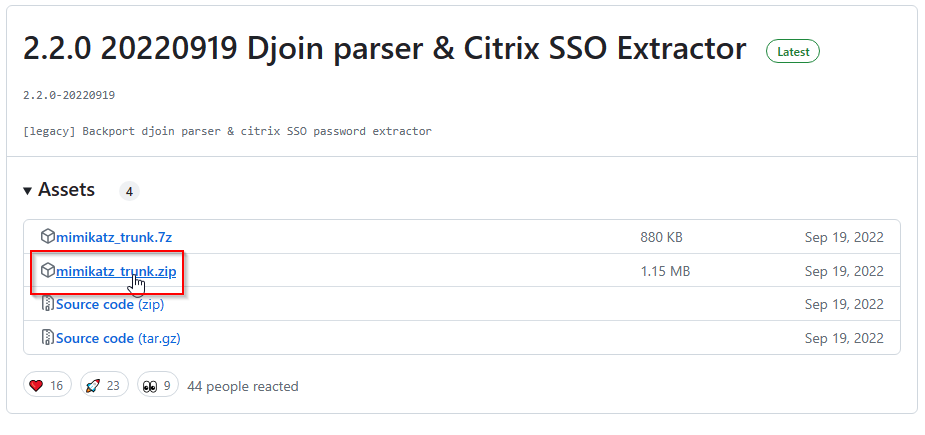 2.2.0 20220919 Djoin parser & Citrix SSO Extractor Latest
2.2.0-20220919
[legacy] Backport djoin parser & citrix SSO password extractor
Assets 4
mimikatz_trunk.7z 880 KB Sep 19, 2022
mimikatz_trunk.zip 1.15 MB Sep 19, 2022
Source code (zip) Sep 19, 2022
Source code (tar.gz) Sep 19, 2022
16 23 9 44 people reacted